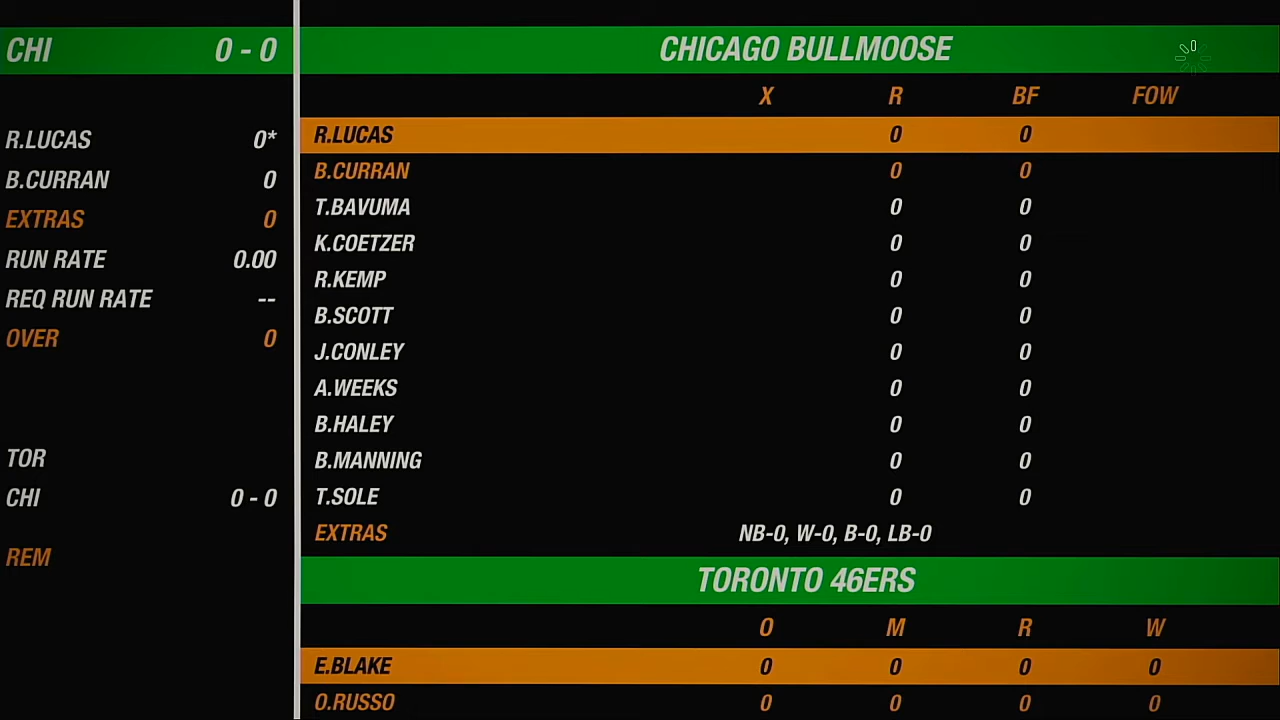 CHI 0 - 0
R.LUCAS 0*
B.CURRAN 0
EXTRAS 0
RUN RATE 0.00
REQ RUN RATE --
OVER 0
TOR
CHI 0 - 0
REM
CHICAGO BULLMOOSE
X R BF FOW
R.LUCAS 0 0
B.CURRAN 0 0
T.BAVUMA 0 0
K.COETZER 0 0
R.KEMP 0 0
B.SCOTT 0 0
J.CONLEY 0 0
A.WEEKS 0 0
B.HALEY 0 0
B.MANNING 0 0
T.SOLE 0 0
EXTRAS NB-0, W-0, B-0, LB-0
TORONTO 46ERS
O M R W
E.BLAKE 0 0 0 0
O.RUSSO 0 0 0 0